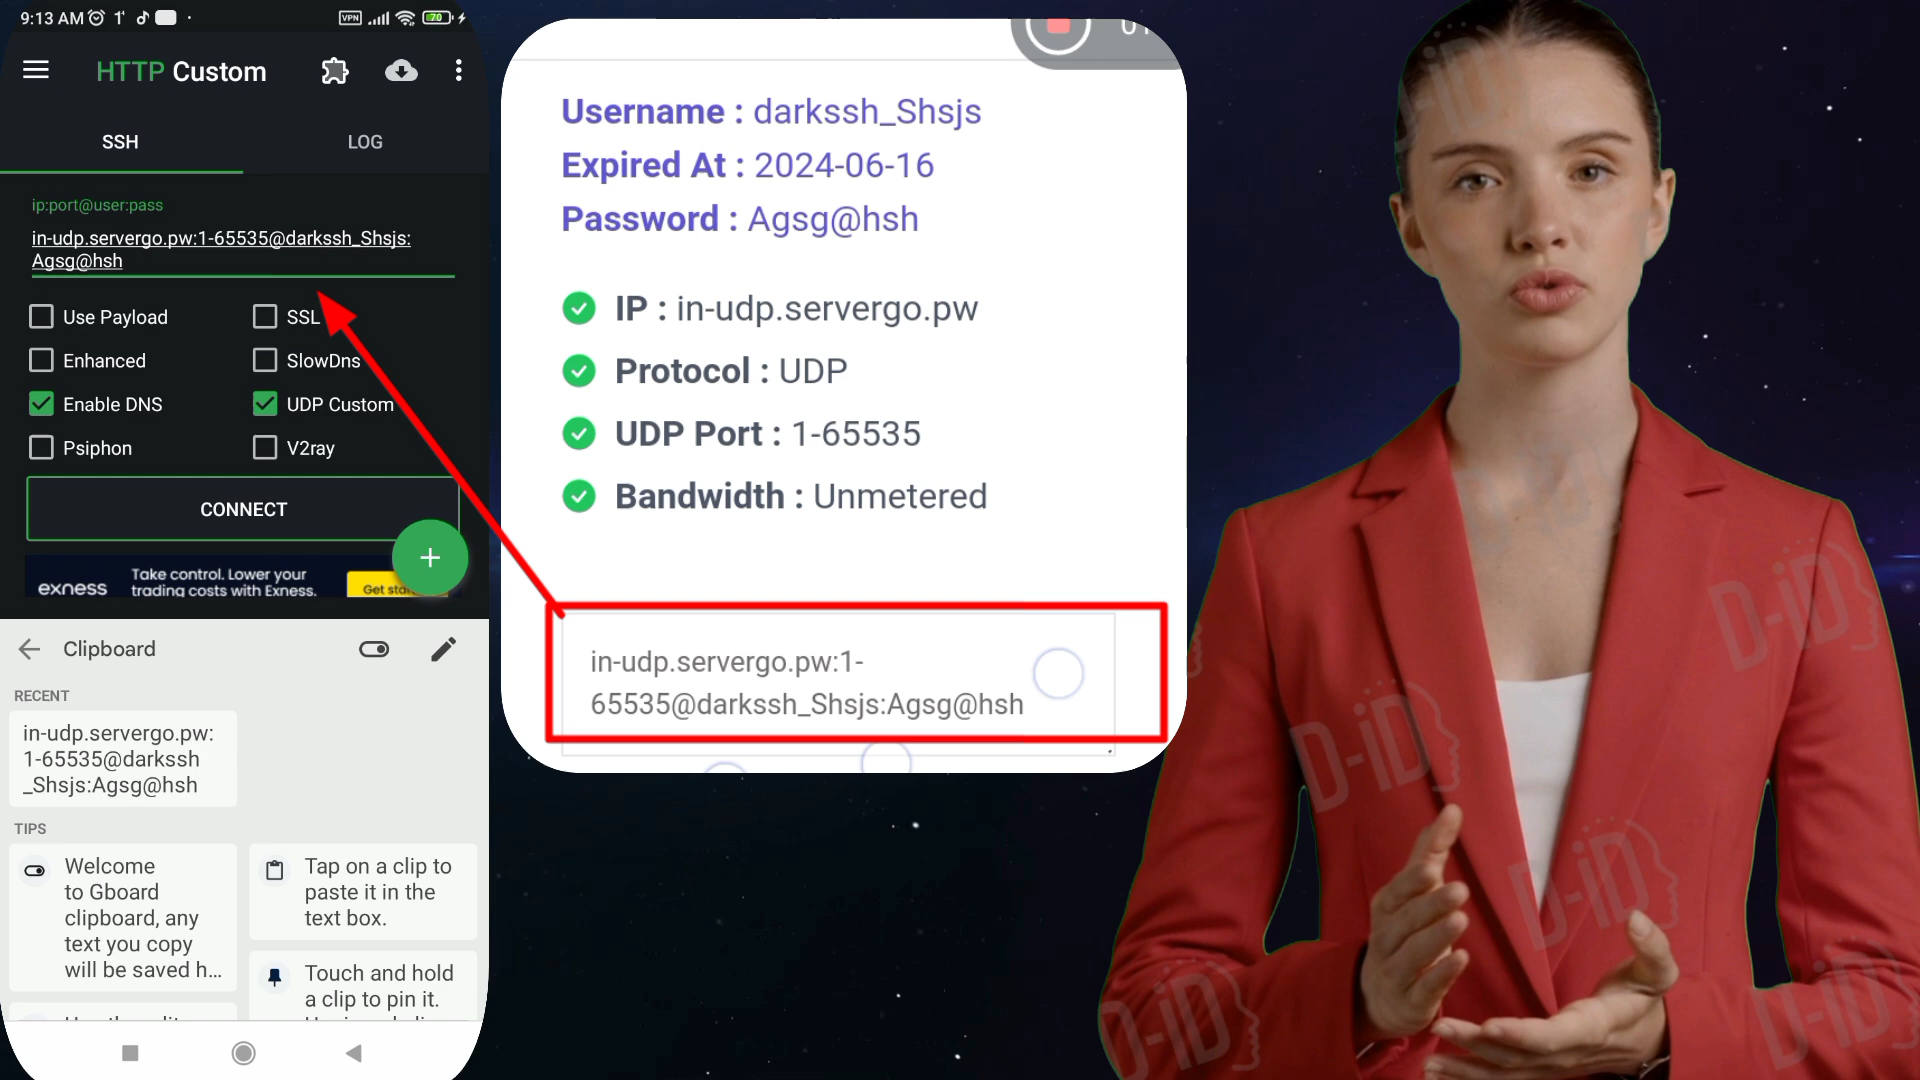 9:13 AM
VPN
70
HTTP Custom
SSH
LOG
ip:port@user:pass
in-udp.servergo.pw:1-65535@darkssh_Shsjs:
Agsg@hsh
Use Payload
SSL
Enhanced
SlowDns
Enable DNS
UDP Custom
Psiphon
V2ray
CONNECT
+
exness
Take control. Lower your
trading costs with Exness.
Clipboard
RECENT
in-udp.servergo.pw:
1-65535@darkssh
_Shsjs:Agsg@hsh
TIPS
Welcome
to Gboard
clipboard, any
text you copy
will be saved h...
Tap on a clip to
paste it in the
text box.
Touch and hold
a clip to pin it.
Username : darkssh_Shsjs
Expired At : 2024-06-16
Password : Agsg@hsh
IP : in-udp.servergo.pw
Protocol : UDP
UDP Port : 1-65535
Bandwidth : Unmetered
in-udp.servergo.pw:1-
65535@darkssh_Shsjs:Agsg@hsh
D-iD
D-iD
D-iD
D-iD
D-iD